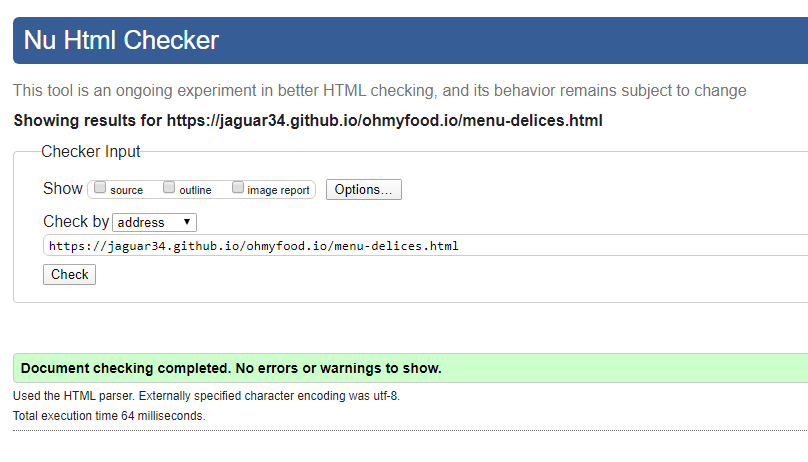 Nu Html Checker
This tool is an ongoing experiment in better HTML checking, and its behavior remains subject to change
Showing results for https://jaguar34.github.io/ohmyfood.io/menu-delices.html
Checker Input
Show source outline image report Options...
Check by address
https://jaguar34.github.io/ohmyfood.io/menu-delices.html
Check
Document checking completed. No errors or warnings to show.
Used the HTML parser. Externally specified character encoding was utf-8.
Total execution time 64 milliseconds.